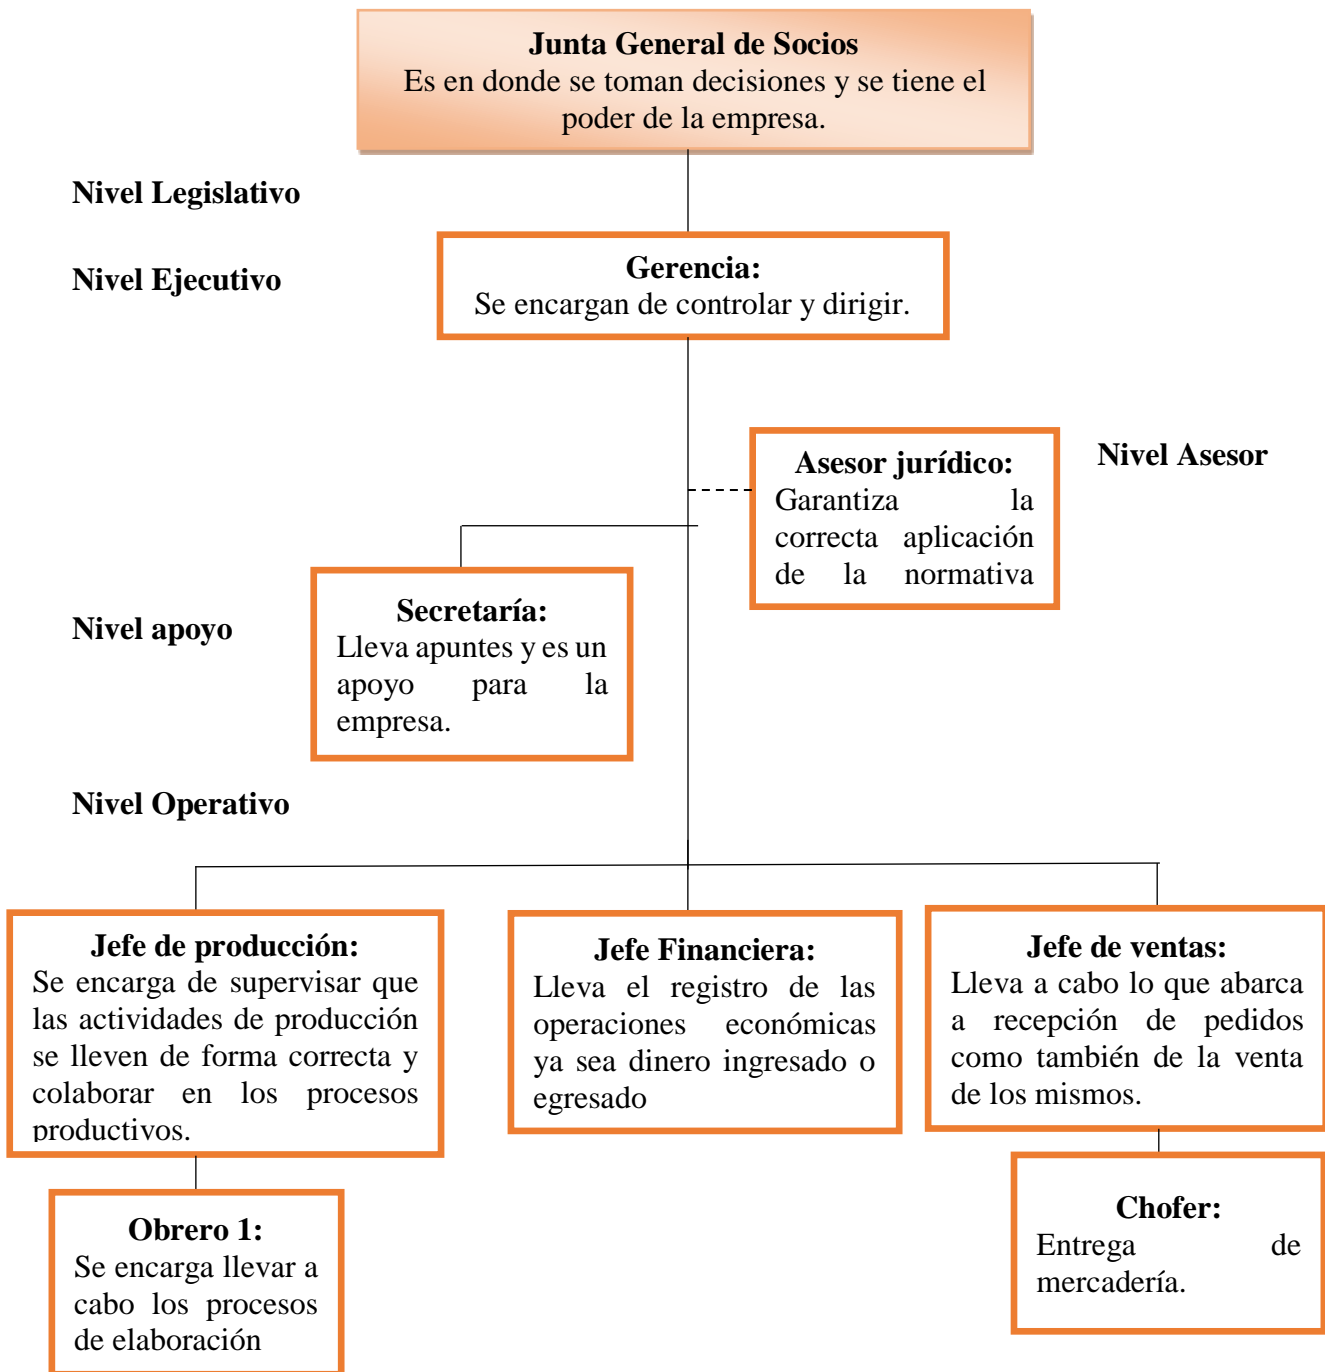 Junta General de Socios
Es en donde se toman decisiones y se tiene el
poder de la empresa.
Nivel Legislativo
Nivel Ejecutivo
Gerencia:
Se encargan de controlar y dirigir.
Asesor jurídico:
Garantiza la
correcta aplicación
de la normativa
Nivel Asesor
Nivel apoyo
Secretaría:
Lleva apuntes y es un
apoyo para la
empresa.
Nivel Operativo
Jefe de producción:
Se encarga de supervisar que
las actividades de producción
se lleven de forma correcta y
colaborar en los procesos
productivos.
Jefe Financiera:
Lleva el registro de las
operaciones económicas
ya sea dinero ingresado o
egresado
Jefe de ventas:
Lleva a cabo lo que abarca
a recepción de pedidos
como también de la venta
de los mismos.
Obrero 1:
Se encarga llevar a
cabo los procesos
de elaboración
Chofer:
Entrega de
mercadería.